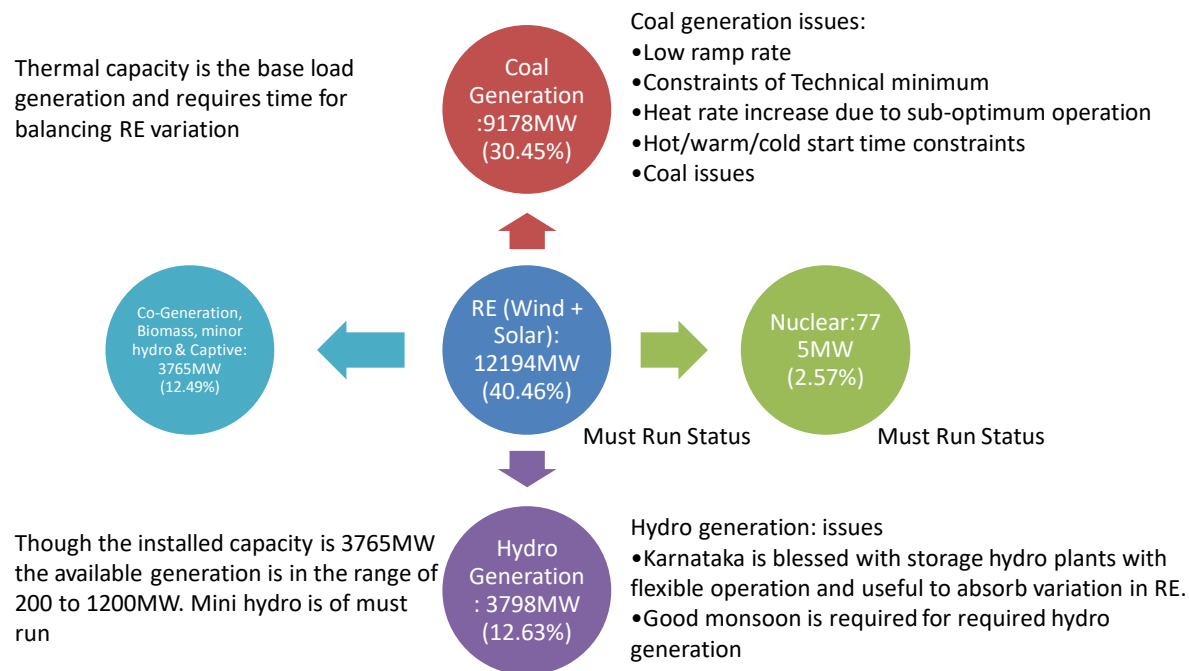 Thermal capacity is the base load
generation and requires time for
balancing RE variation
Coal
Generation
:9178MW
(30.45%)
Coal generation issues:
•Low ramp rate
•Constraints of Technical minimum
•Heat rate increase due to sub-optimum operation
•Hot/warm/cold start time constraints
•Coal issues
Co-Generation,
Biomass, minor
hydro & Captive:
3765MW
(12.49%)
RE (Wind +
Solar):
12194MW
(40.46%)
Must Run Status
Nuclear:77
5MW
(2.57%)
Must Run Status
Though the installed capacity is 3765MW
the available generation is in the range of
200 to 1200MW. Mini hydro is of must
run
Hydro
Generation
: 3798MW
(12.63%)
Hydro generation: issues
•Karnataka is blessed with storage hydro plants with
flexible operation and useful to absorb variation in RE.
•Good monsoon is required for required hydro
generation